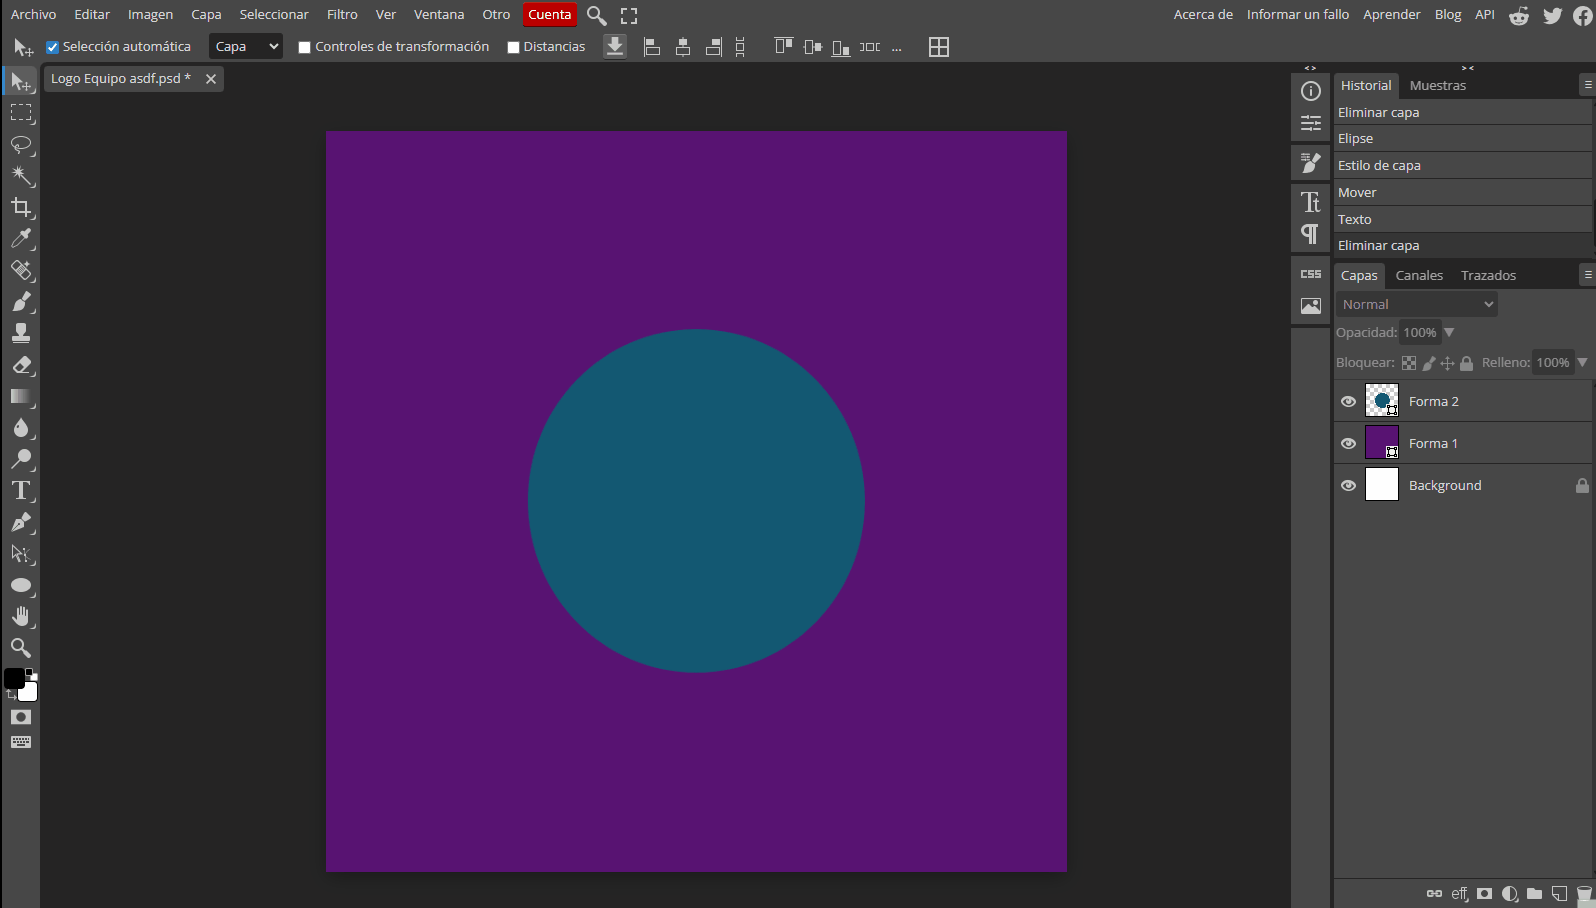 Archivo Editar Imagen Capa Seleccionar Filtro Ver Ventana Otro Cuenta Acerca de Informar un fallo Aprender Blog API
Selección automática Capa Controles de transformación Distancias ...
Logo Equipo asdf.psd *
Historial Muestras
Eliminar capa
Elipse
Estilo de capa
Mover
Texto
Eliminar capa
CSS
Capas Canales Trazados
Normal
Opacidad: 100%
Bloquear: Relleno: 100%
Forma 2
Forma 1
Background
eff